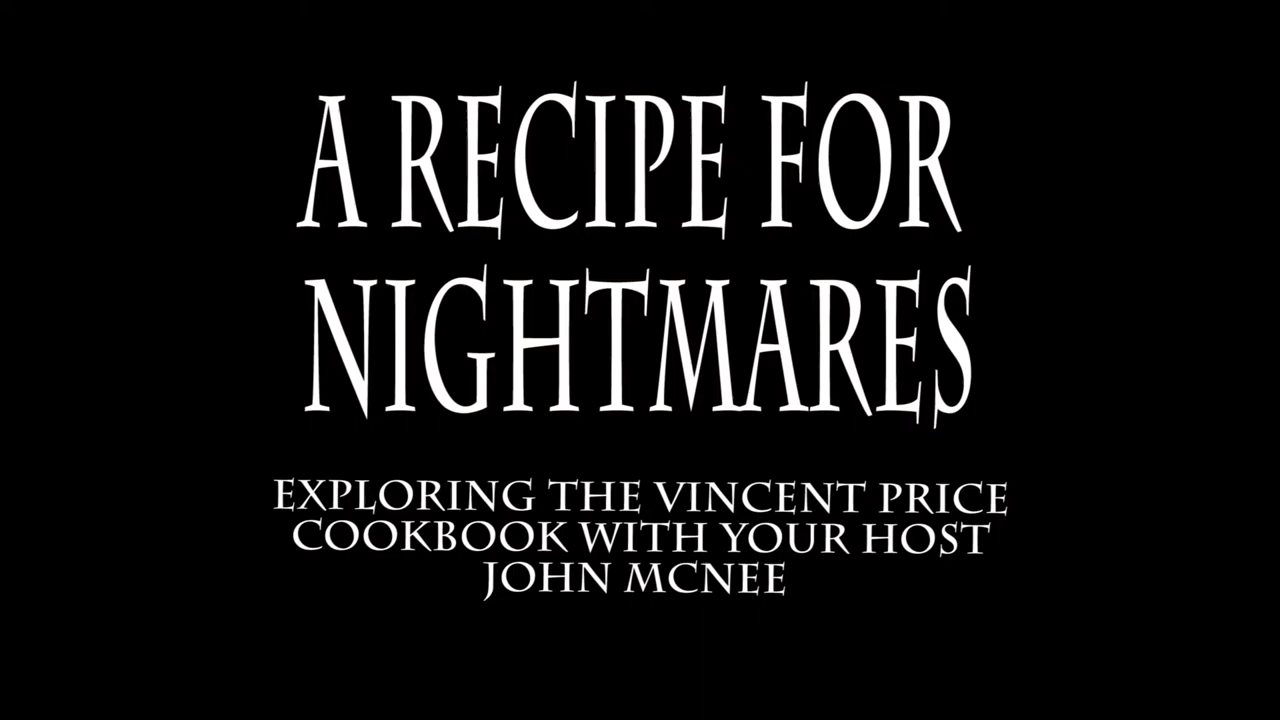 A RECIPE FOR
NIGHTMARES
EXPLORING THE VINCENT PRICE
COOKBOOK WITH YOUR HOST
JOHN MCNEE